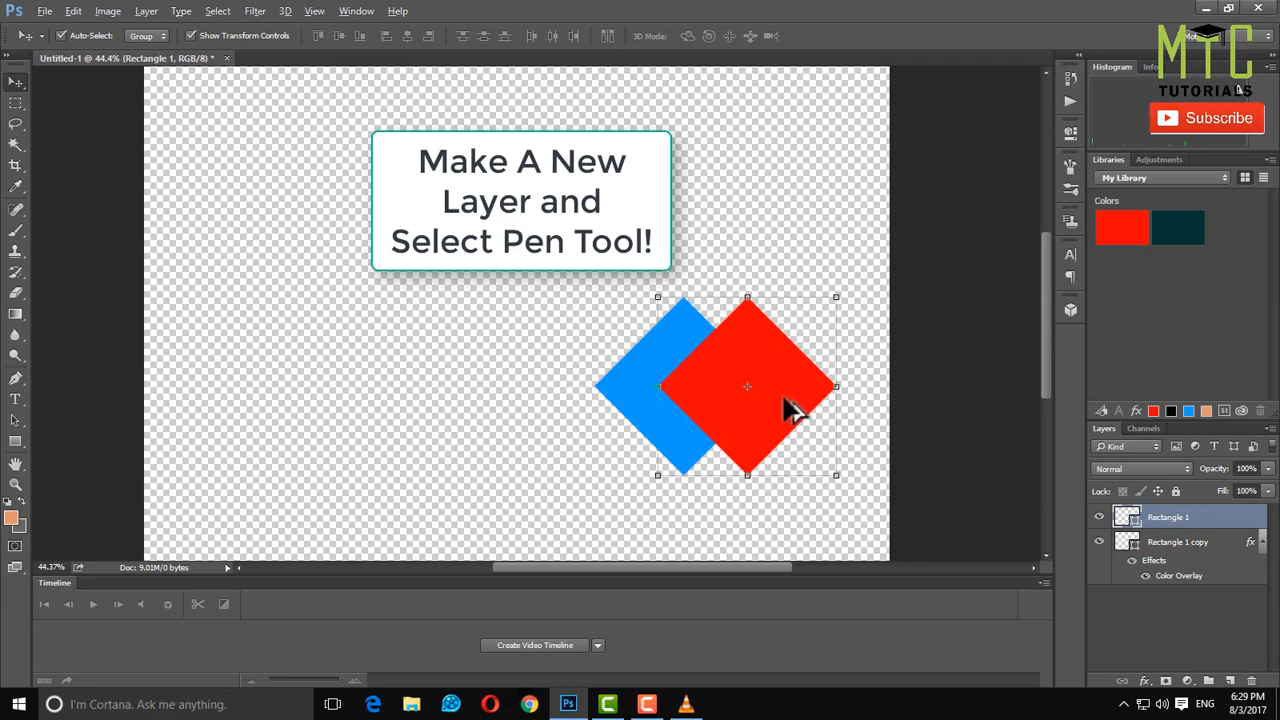 Ps File Edit Image Layer Type Select Filter 3D View Window Help
Auto-Select: Group Show Transform Controls 3D Mode:
Untitled-1 @ 44.4% (Rectangle 1, RGB/8) * ×
MTC
TUTORIALS
Subscribe
Histogram
Make A New
Layer and
Select Pen Tool!
Libraries Adjustments
My Library
Colors
Layers Channels
Kind
Normal Opacity: 100%
Lock: Fill: 100%
Rectangle 1
Rectangle 1 copy fx
Effects
Color Overlay
44.37% Doc: 9.01M/0 bytes
Timeline
Create Video Timeline
I'm Cortana. Ask me anything.
ENG
6:29 PM
8/3/2017